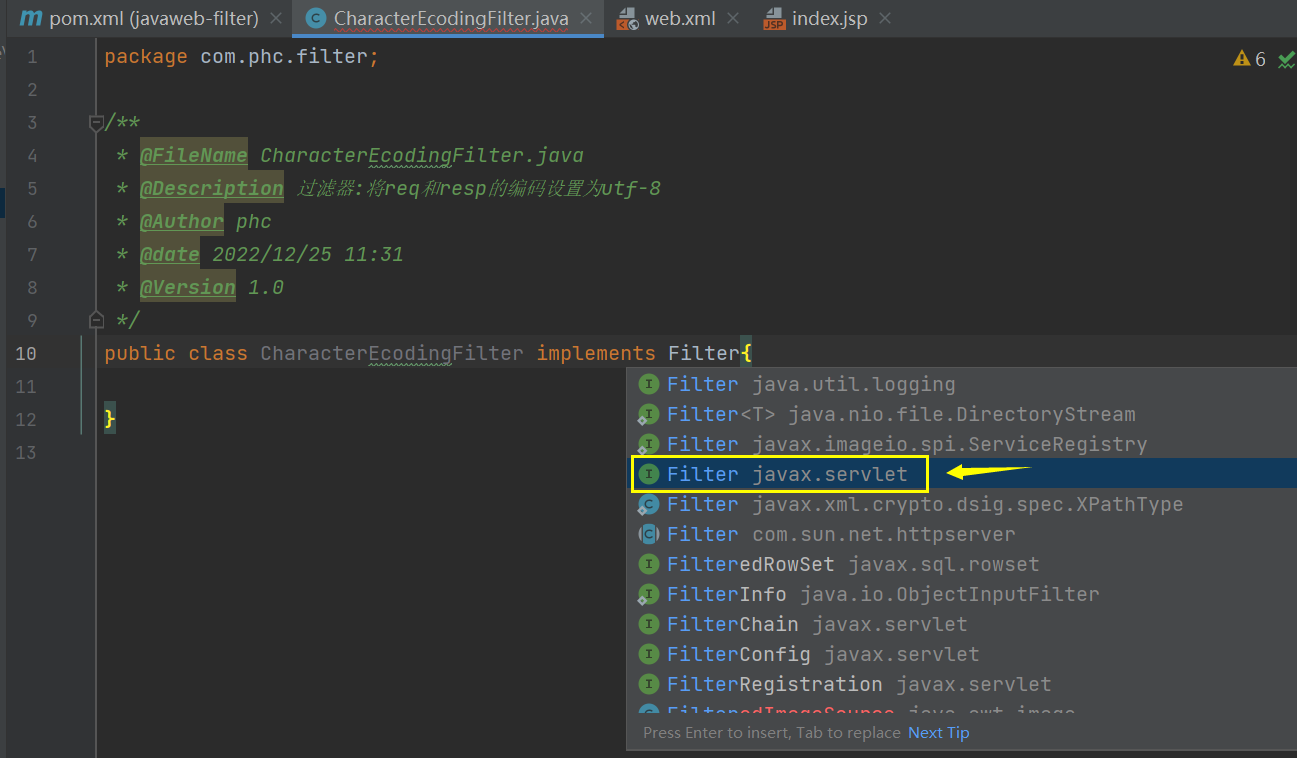 pom.xml (javaweb-filter) CharacterEcodingFilter.java web.xml index.jsp
1 package com.phc.filter; 6
2
3 /**
4 * @FileName CharacterEcodingFilter.java
5 * @Description 过滤器:将req和resp的编码设置为utf-8
6 * @Author phc
7 * @date 2022/12/25 11:31
8 * @Version 1.0
9 */
10 public class CharacterEcodingFilter implements Filter{
11
12 }
13
Filter java.util.logging
Filter<T> java.nio.file.DirectoryStream
Filter javax.imageio.spi.ServiceRegistry
Filter javax.servlet
Filter javax.xml.crypto.dsig.spec.XPathType
Filter com.sun.net.httpserver
FilteredRowSet javax.sql.rowset
FilterInfo java.io.ObjectInputFilter
FilterChain javax.servlet
FilterConfig javax.servlet
FilterRegistration javax.servlet
FilteredImageSource java.awt.image
Press Enter to insert, Tab to replace Next Tip